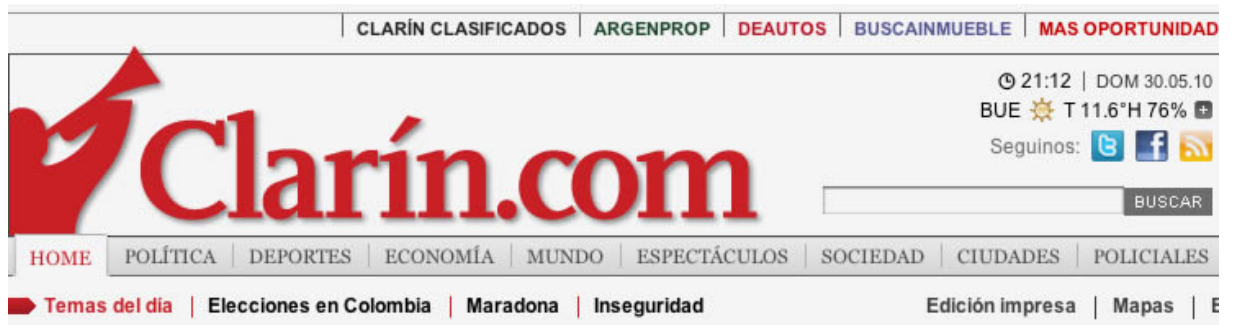 CLARÍN CLASIFICADOS | ARGENPROP | DEAUTOS | BUSCAINMUEBLE | MAS OPORTUNIDAD
21:12 | DOM 30.05.10
BUE T 11.6°H 76%
Seguinos:
Clarín.com
BUSCAR
HOME POLÍTICA | DEPORTES | ECONOMÍA | MUNDO | ESPECTÁCULOS | SOCIEDAD | CIUDADES | POLICIALES
Temas del día | Elecciones en Colombia | Maradona | Inseguridad Edición impresa | Mapas |